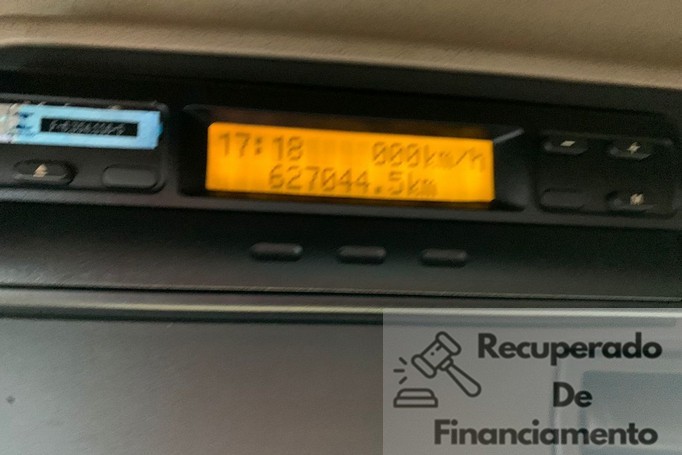 17:18 000km/h
627044.5km
Recuperado
De
Financiamento